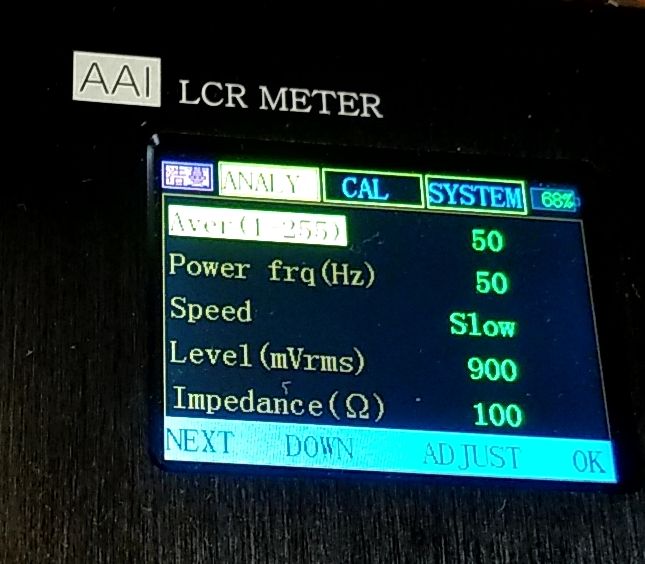 AAI LCR METER
ANALY CAL SYSTEM 68%
Aver(1-255) 50
Power frq(Hz) 50
Speed Slow
Level(mVrms) 900
Impedance(Ω) 100
NEXT DOWN ADJUST OK